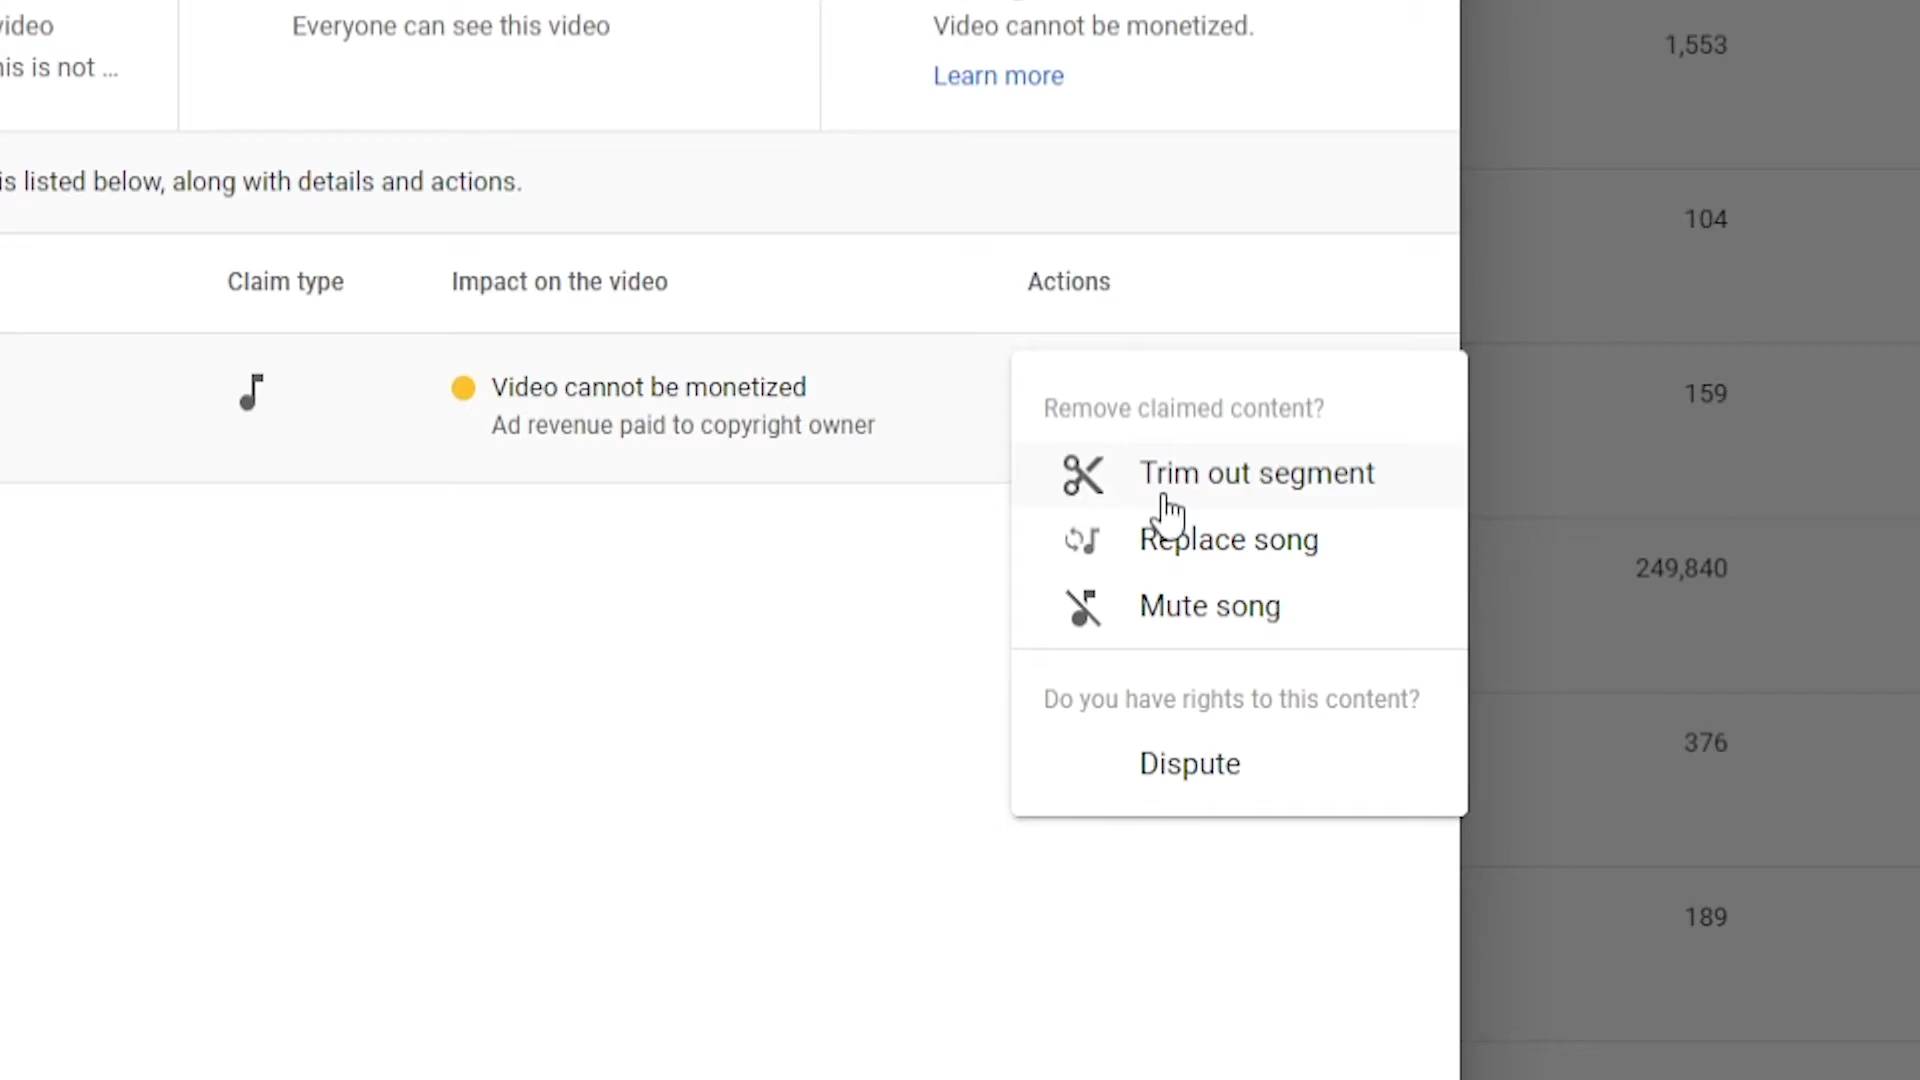 video
Everyone can see this video
Video cannot be monetized.
1,553
his is not ...
Learn more
is listed below, along with details and actions.
104
Claim type
Impact on the video
Actions
Video cannot be monetized
Ad revenue paid to copyright owner
159
Remove claimed content?
Trim out segment
Replace song
249,840
Mute song
Do you have rights to this content?
376
Dispute
189